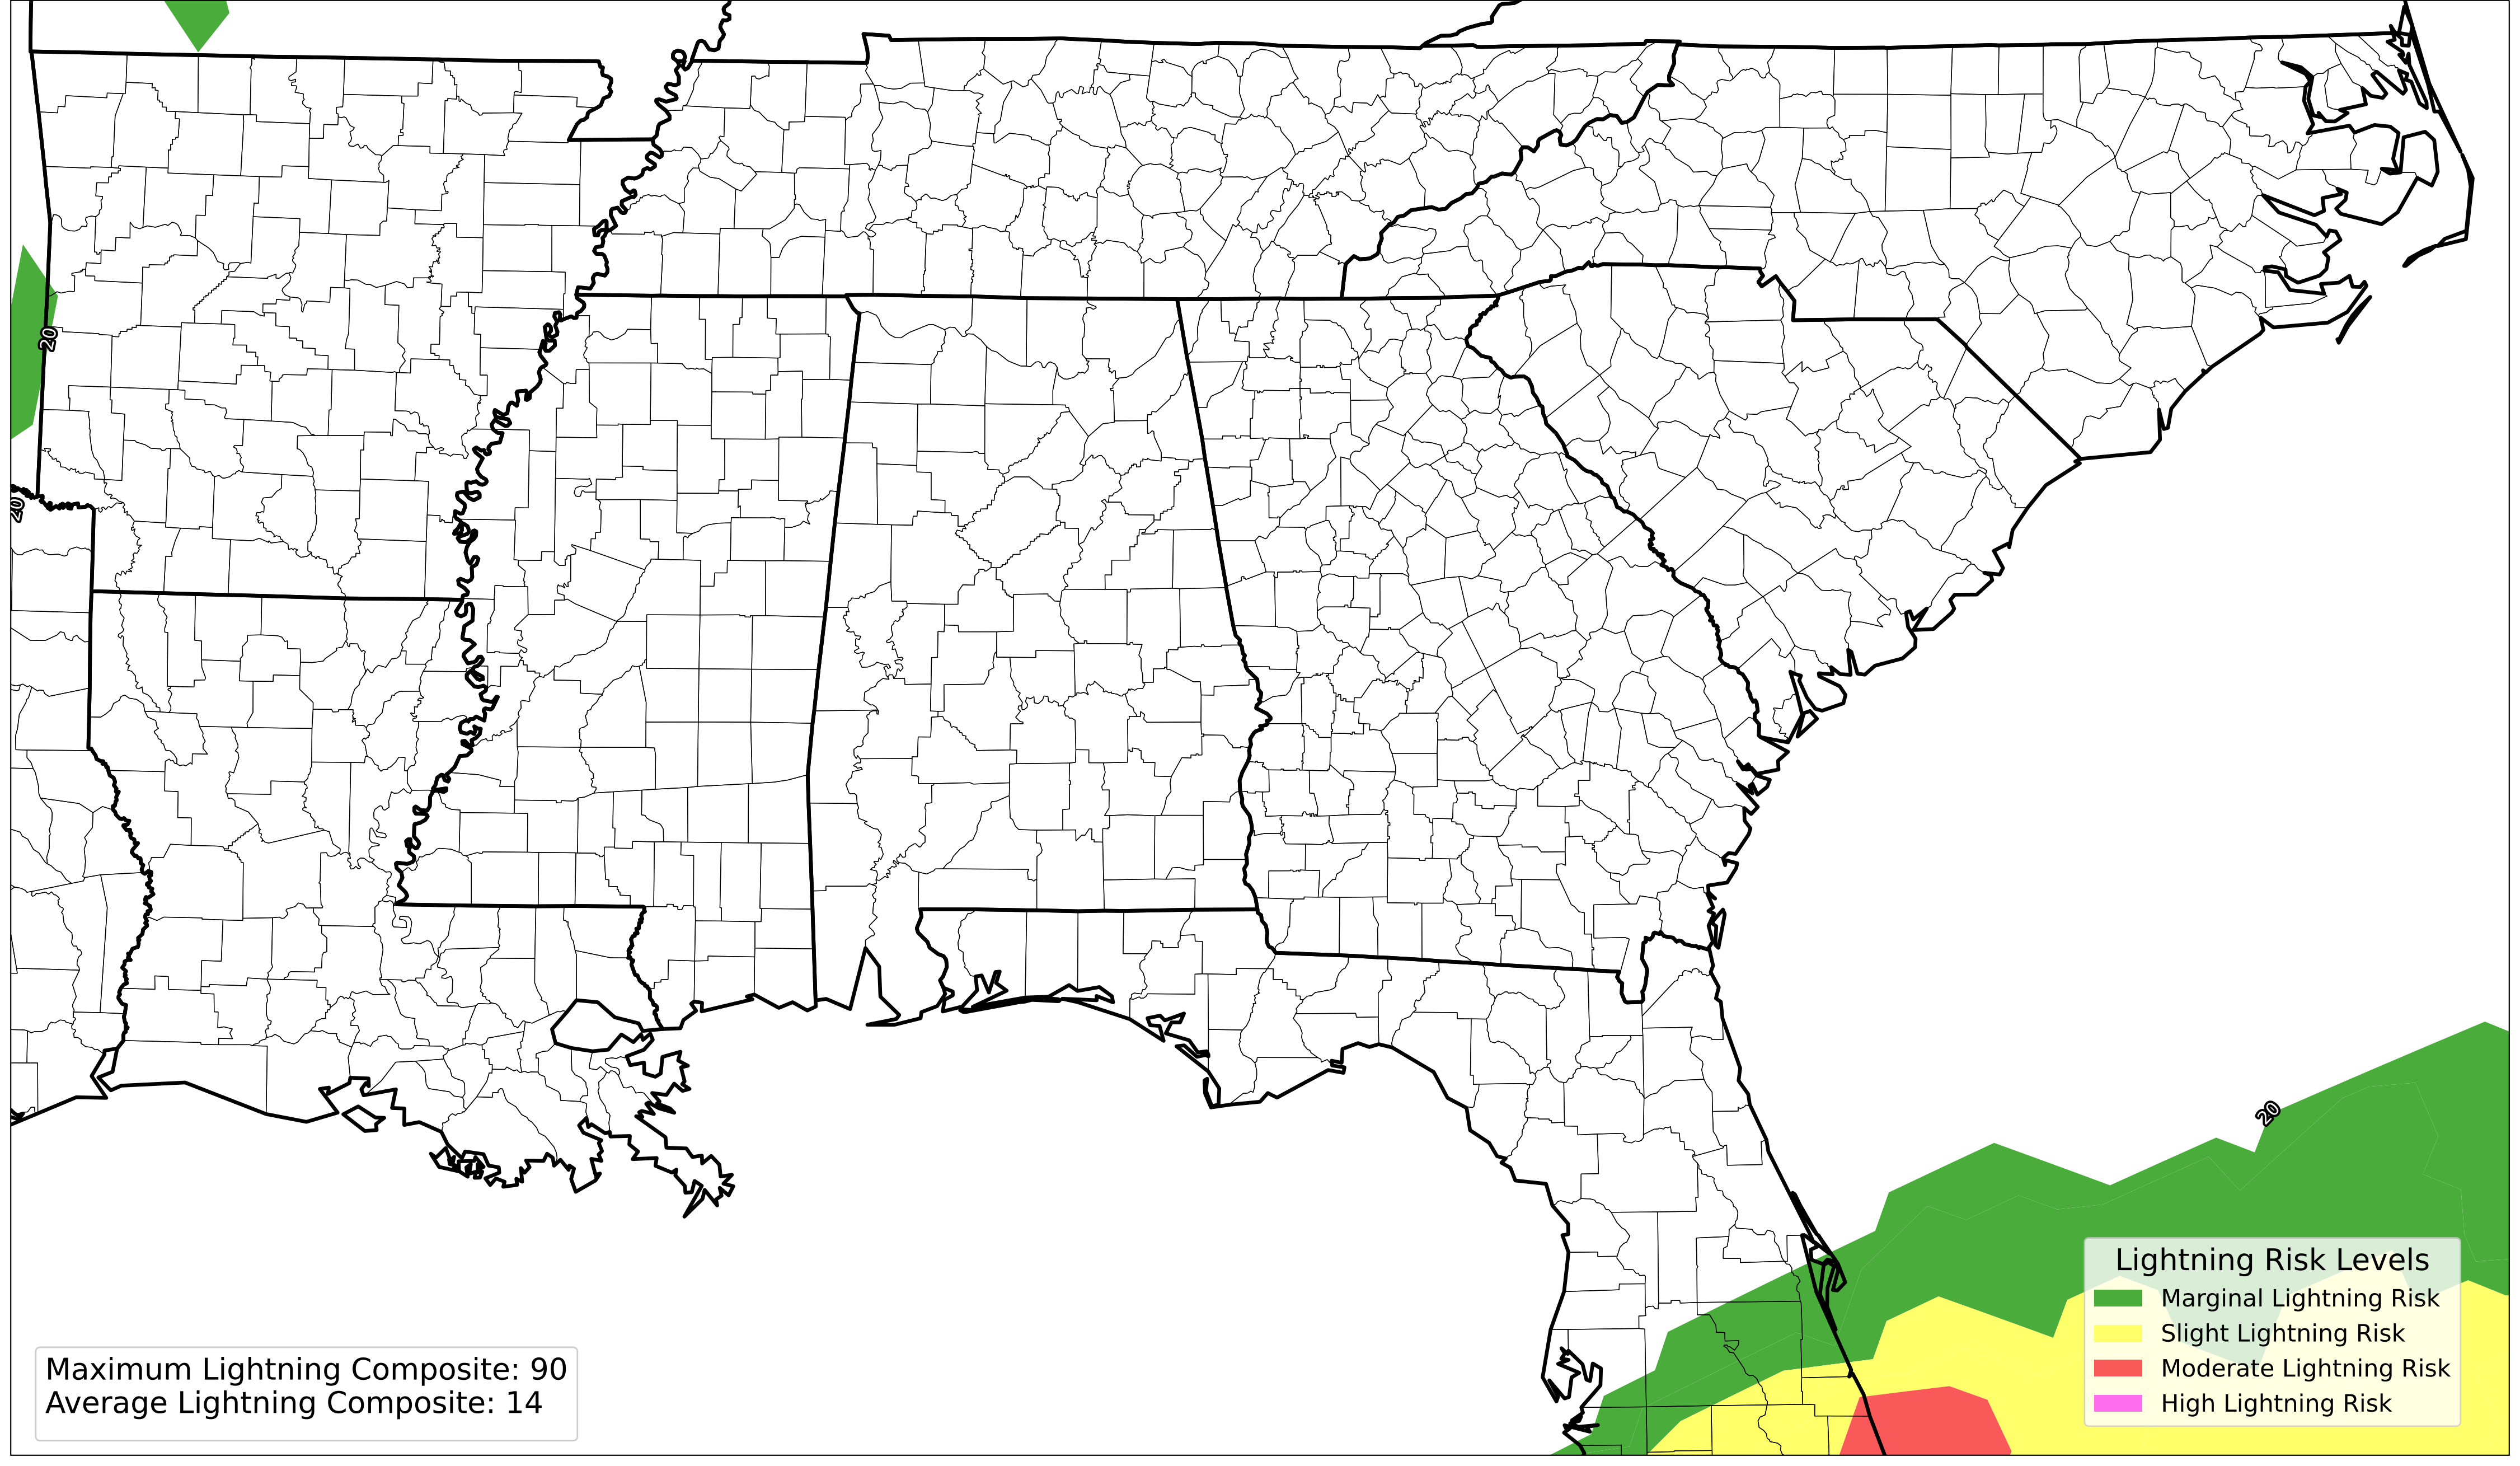 20
20
20
Lightning Risk Levels
Marginal Lightning Risk
Slight Lightning Risk
Moderate Lightning Risk
High Lightning Risk
Maximum Lightning Composite: 90
Average Lightning Composite: 14